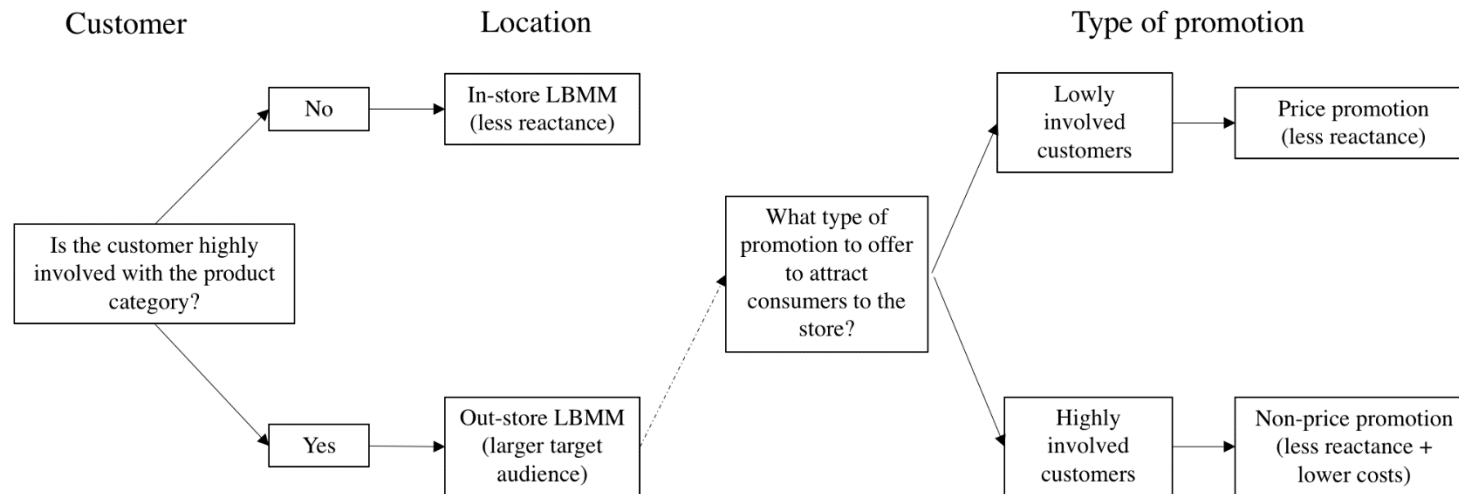 Customer
Location
Type of promotion
No
In-store LBMM
(less reactance)
Lowly
involved
customers
Price promotion
(less reactance)
Is the customer highly
involved with the product
category?
What type of
promotion to offer
to attract
consumers to the
store?
Yes
Out-store LBMM
(larger target
audience)
Highly
involved
customers
Non-price promotion
(less reactance +
lower costs)